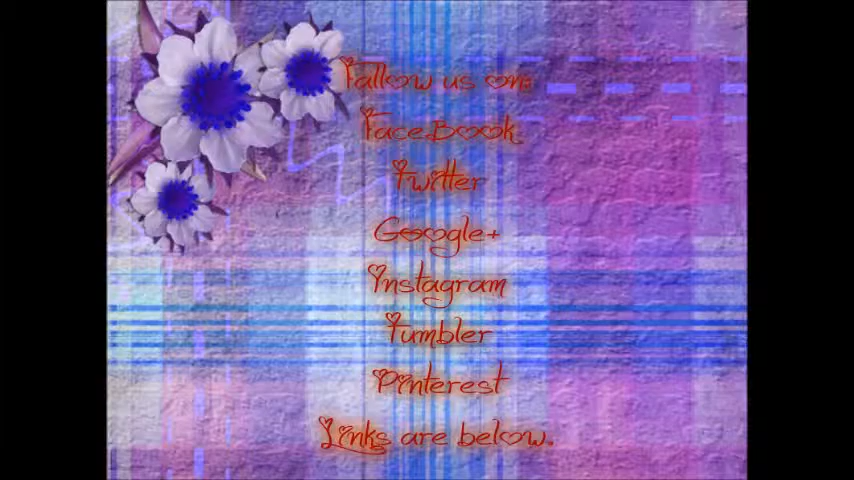 Follow us on:
FaceBook
Twitter
Google+
Instagram
Tumbler
Pinterest
Links are below.